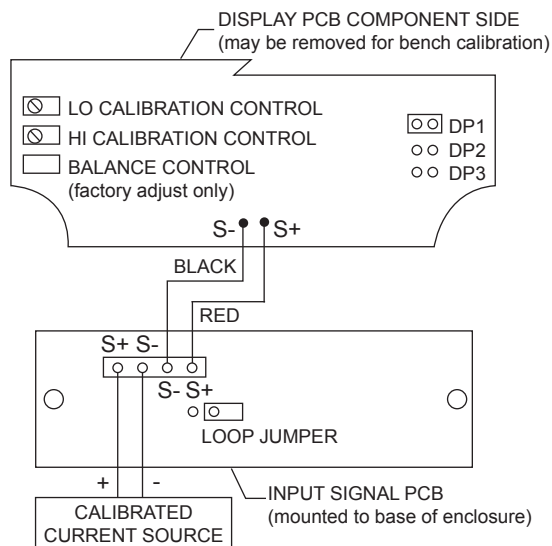 DISPLAY PCB COMPONENT SIDE
(may be removed for bench calibration)
LO CALIBRATION CONTROL
HI CALIBRATION CONTROL
BALANCE CONTROL
(factory adjust only)
DP1
DP2
DP3
S- S+
BLACK
RED
S+ S-
S- S+
LOOP JUMPER
+ -
CALIBRATED
CURRENT SOURCE
INPUT SIGNAL PCB
(mounted to base of enclosure)